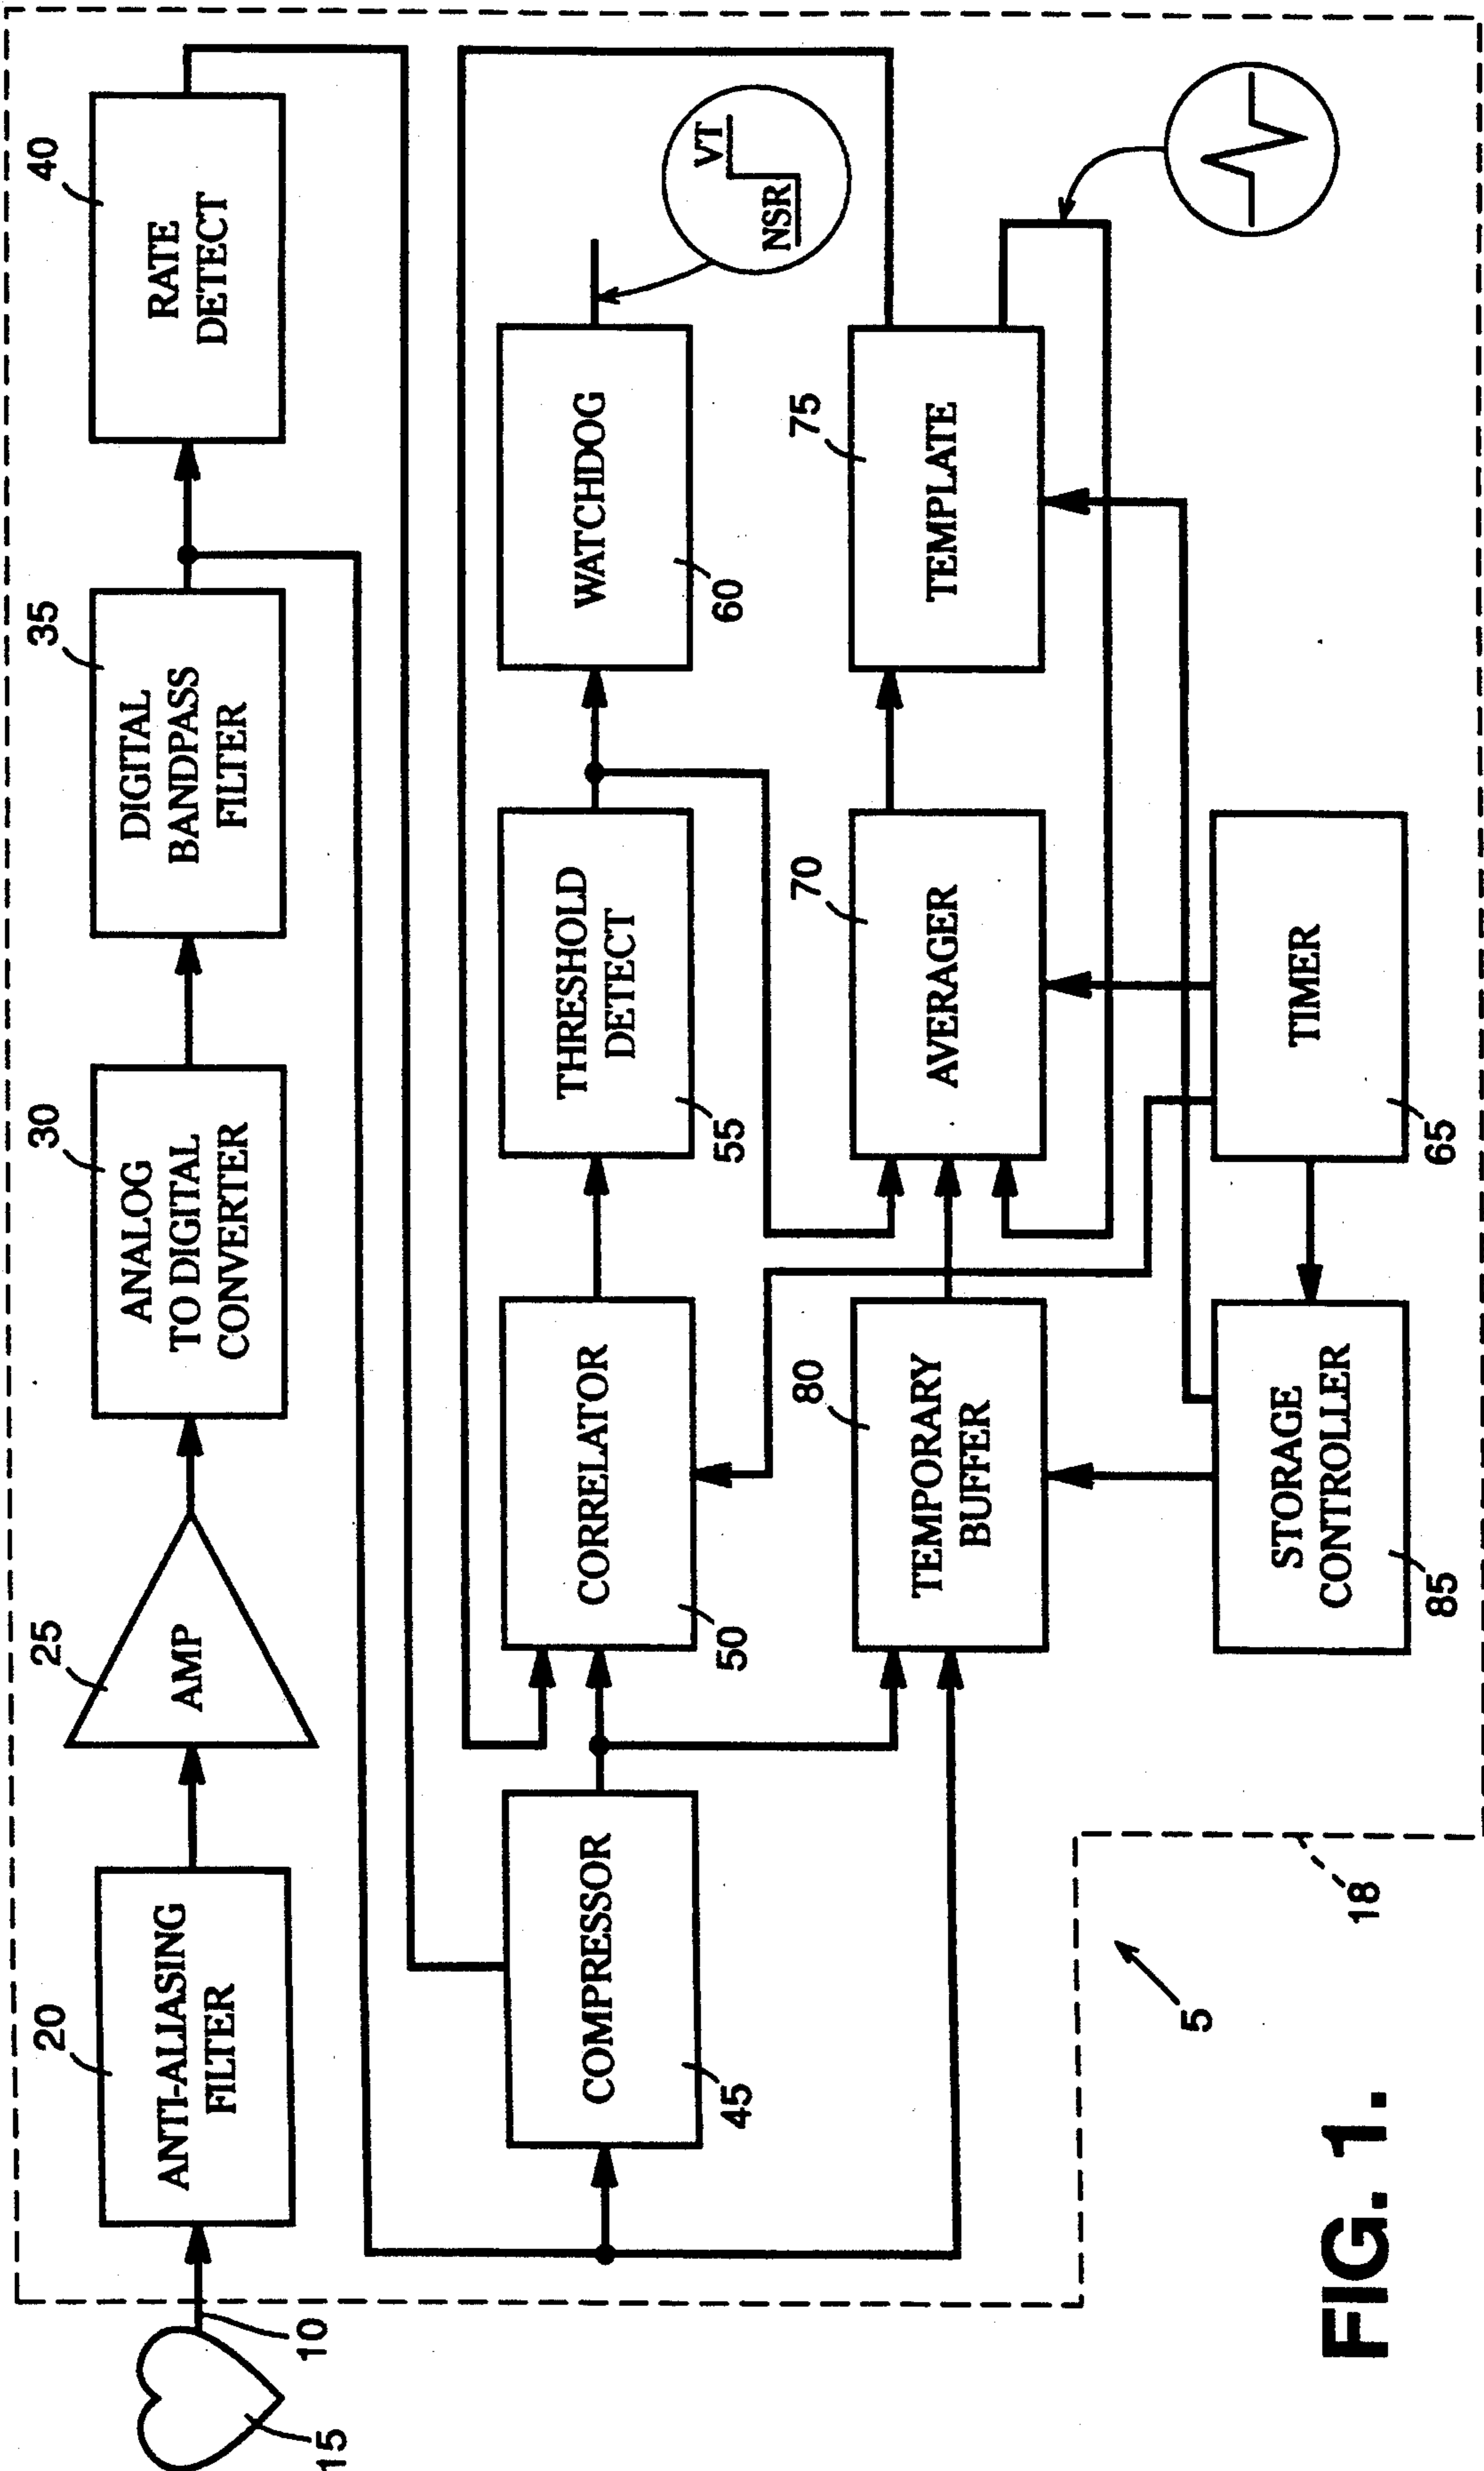 20
25
30
35
40
ANTI-ALIASING
FILTER
AMP
ANALOG
TO DIGITAL
CONVERTER
DIGITAL
BANDPASS
FILTER
RATE
DETECT
10
15
COMPRESSOR
45
CORRELATOR
50
THRESHOLD
DETECT
55
WATCHDOG
60
VT
NSR
80
TEMPORARY
BUFFER
70
AVERAGER
75
TEMPLATE
STORAGE
CONTROLLER
85
TIMER
65
5
18
FIG. 1.